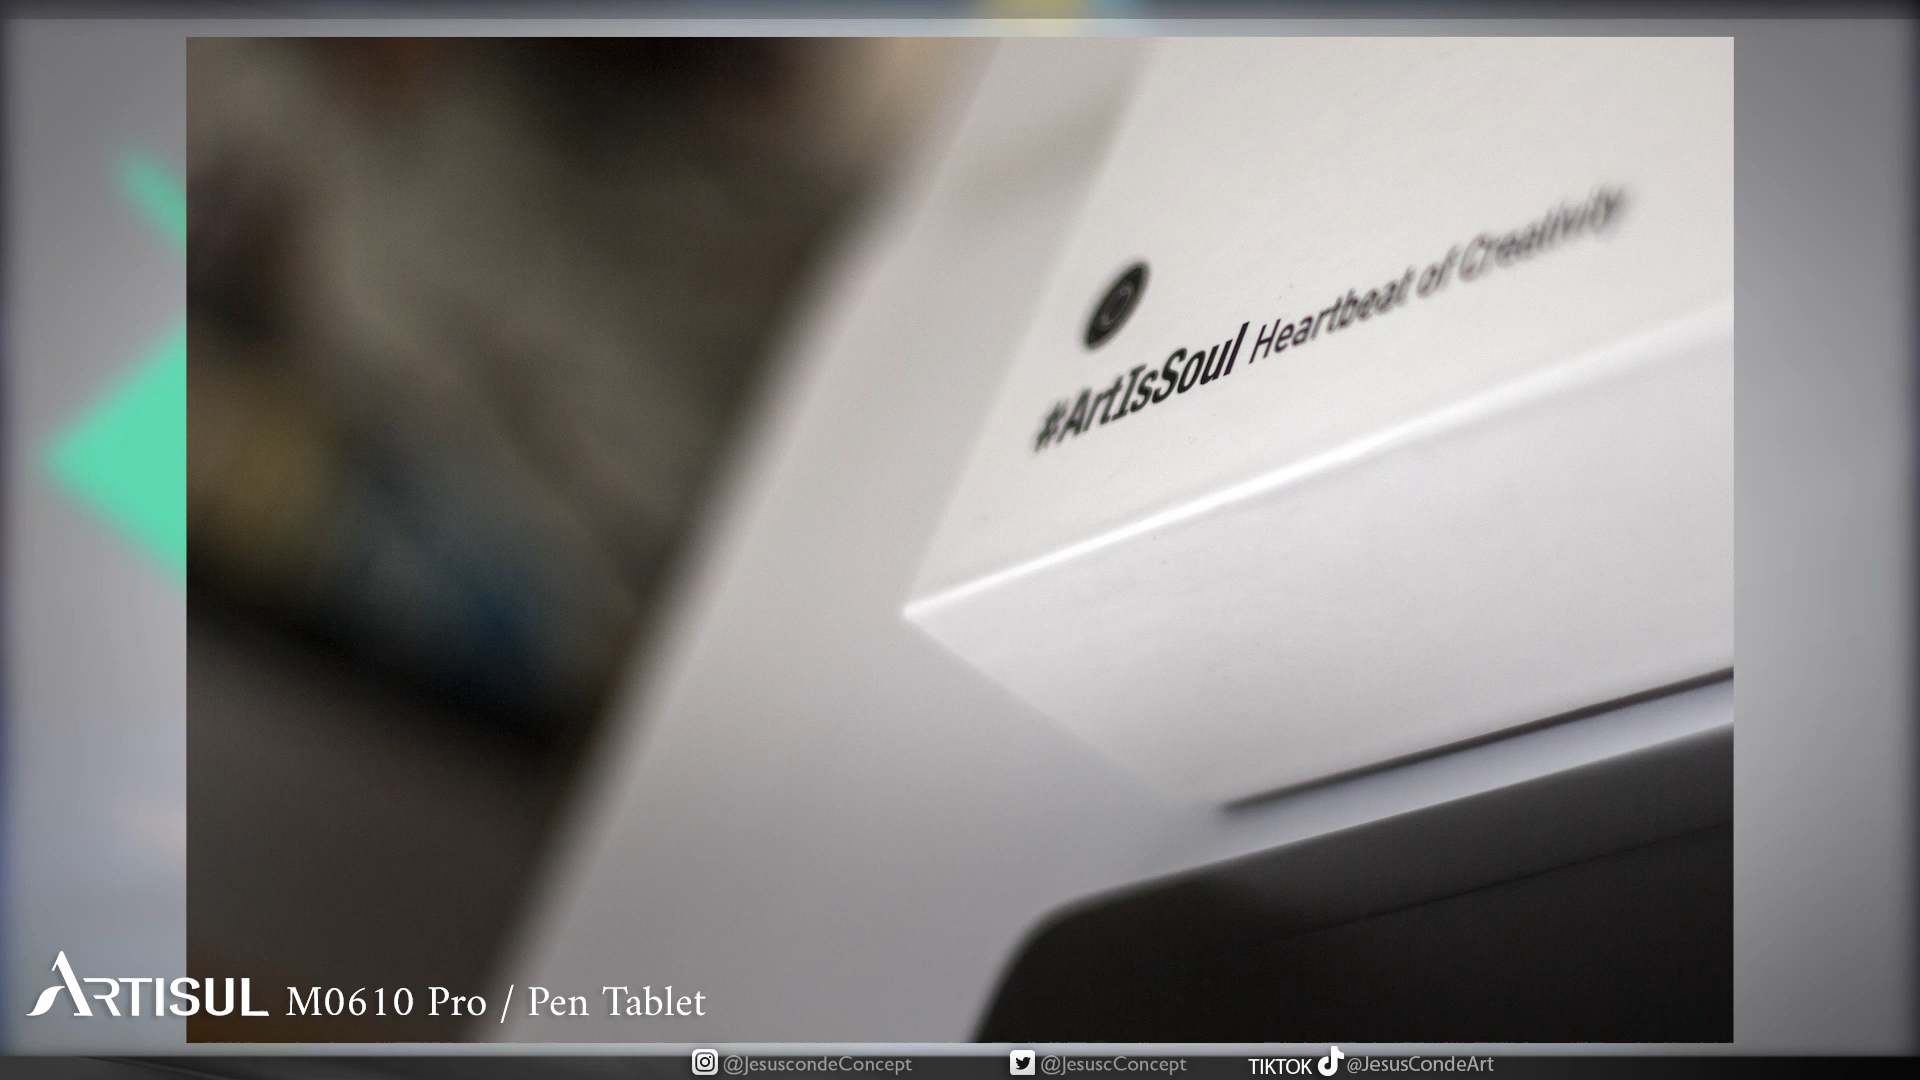 #ArtIsSoul Heartbeat of Creativity
ARTISUL M0610 Pro / Pen Tablet
@JesuscondeConcept
@JesuscConcept
TIKTOK @JesusCondeArt